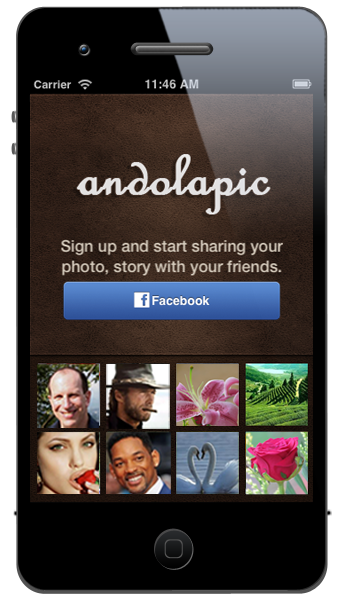 Carrier 11:46 AM
andolapic
Sign up and start sharing your
photo, story with your friends.
f Facebook